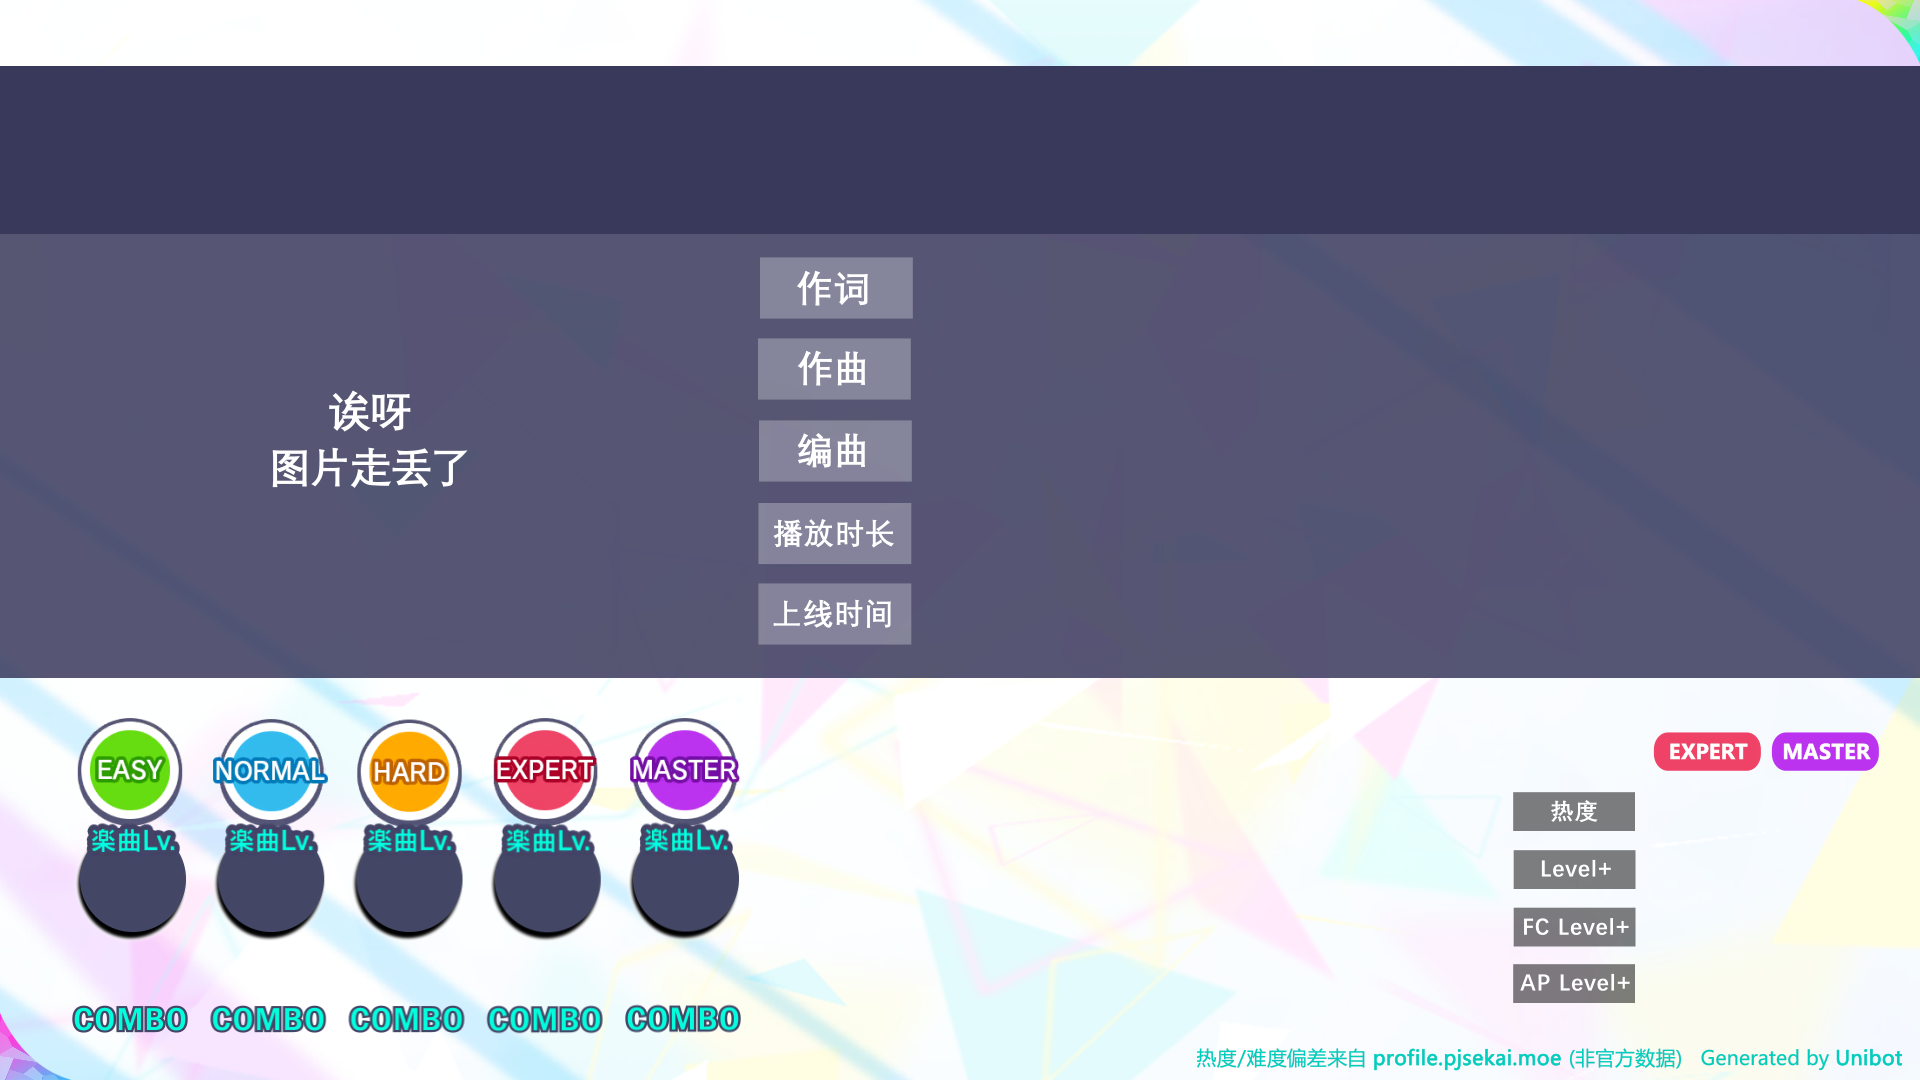 诶呀
图片走丢了
作词
作曲
编曲
播放时长
上线时间
EASY NORMAL HARD EXPERT MASTER
楽曲Lv. 楽曲Lv. 楽曲Lv. 楽曲Lv. 楽曲Lv.
COMBO COMBO COMBO COMBO COMBO
EXPERT MASTER
热度
Level+
FC Level+
AP Level+
热度/难度偏差来自 profile.pjsekai.moe (非官方数据) Generated by Unibot